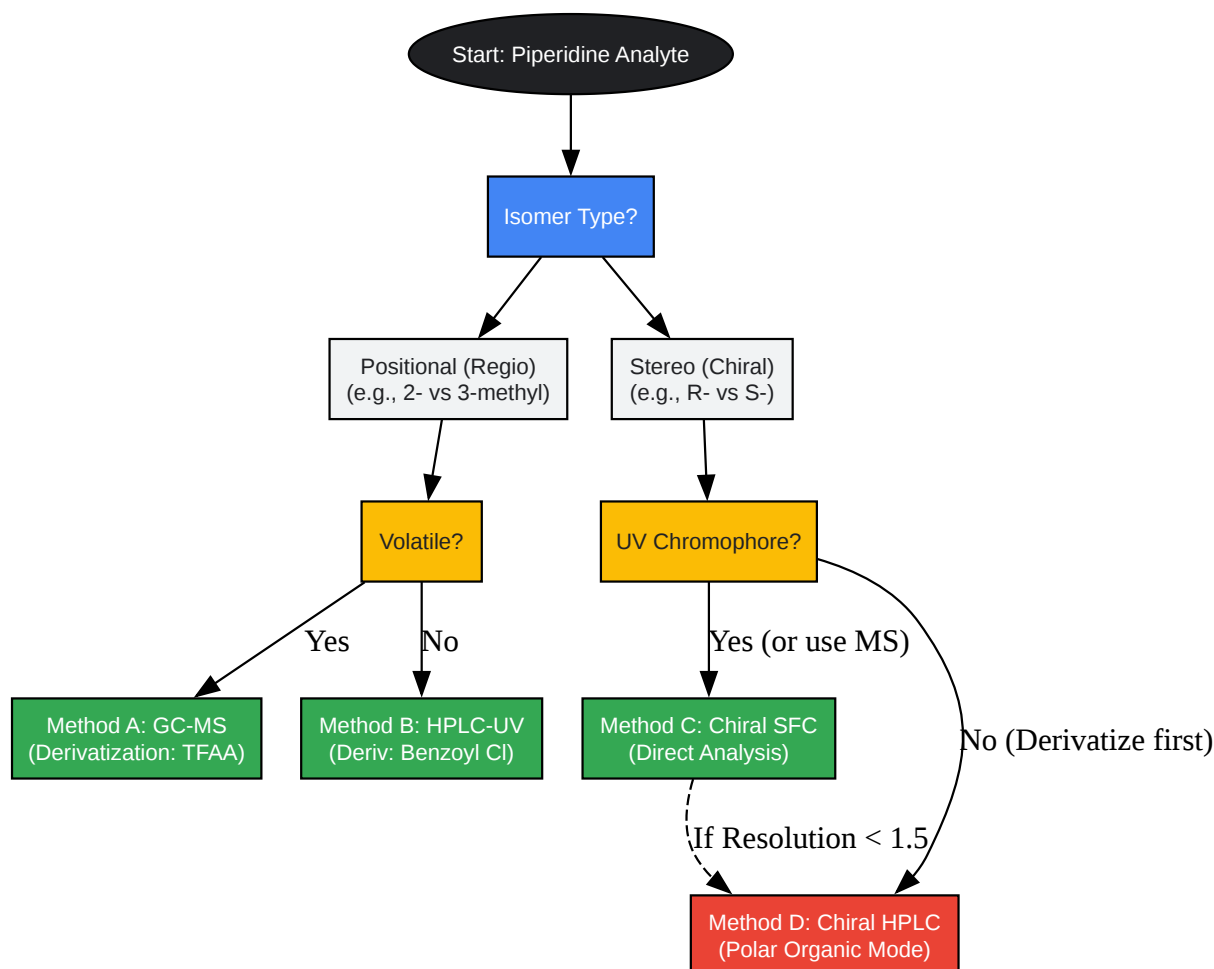 Start: Piperidine Analyte
Isomer Type?
Positional (Regio)
(e.g., 2- vs 3-methyl)
Stereo (Chiral)
(e.g., R- vs S-)
Volatile?
UV Chromophore?
Yes
No
Yes (or use MS)
No (Derivatize first)
Method A: GC-MS
(Derivatization: TFAA)
Method B: HPLC-UV
(Deriv: Benzoyl Cl)
Method C: Chiral SFC
(Direct Analysis)
If Resolution < 1.5
Method D: Chiral HPLC
(Polar Organic Mode)